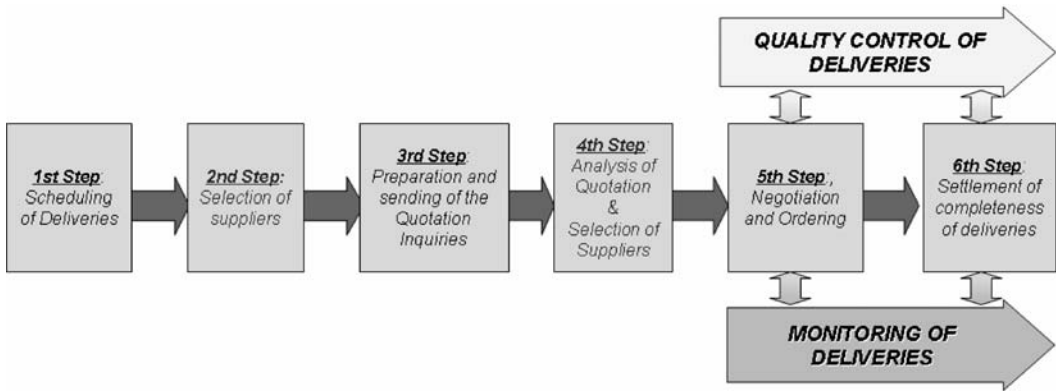 QUALITY CONTROL OF
DELIVERIES
1st Step:
Scheduling
of Deliveries
2nd Step:
Selection of
suppliers
3rd Step:
Preparation and
sending of the
Quotation
Inquiries
4th Step:
Analysis of
Quotation
&
Selection of
Suppliers
5th Step:,
Negotiation
and Ordering
6th Step:
Settlement of
completeness
of deliveries
MONITORING OF
DELIVERIES